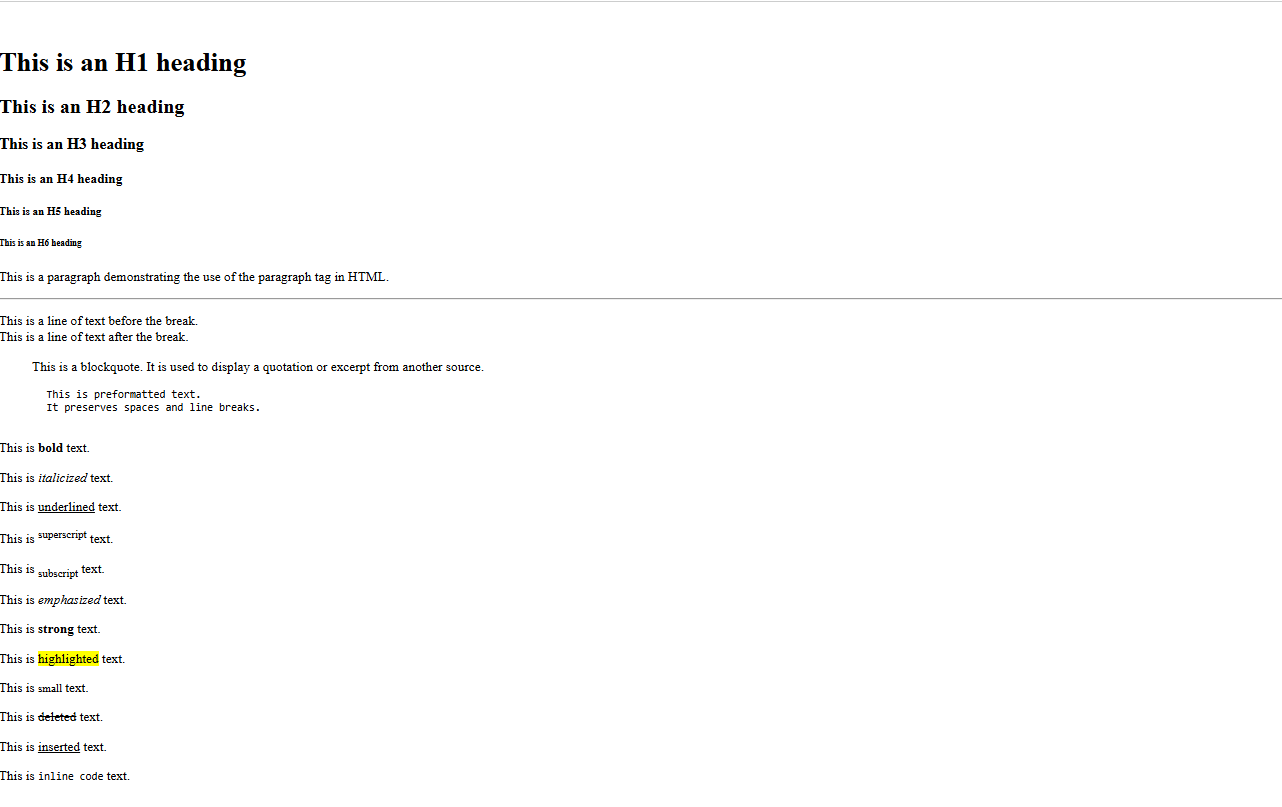 This is an H1 heading
This is an H2 heading
This is an H3 heading
This is an H4 heading
This is an H5 heading
This is an H6 heading
This is a paragraph demonstrating the use of the paragraph tag in HTML.
This is a line of text before the break.
This is a line of text after the break.
This is a blockquote. It is used to display a quotation or excerpt from another source.
This is preformatted text.
It preserves spaces and line breaks.
This is bold text.
This is italicized text.
This is underlined text.
This is superscript text.
This is subscript text.
This is emphasized text.
This is strong text.
This is highlighted text.
This is small text.
This is deleted text.
This is inserted text.
This is inline code text.